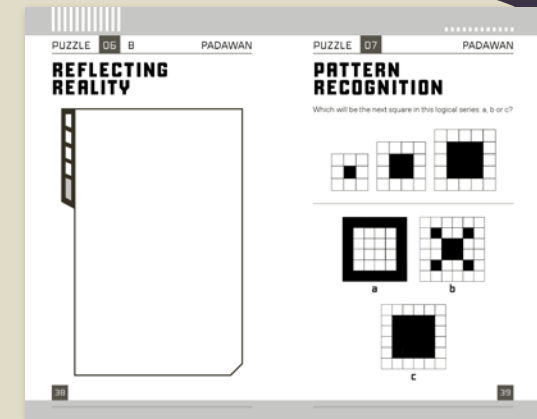 PUZZLE 06 B PADAWAN
REFLECTING
REALITY
38
PUZZLE 07 PADAWAN
PATTERN
RECOGNITION
Which will be the next square in this logical series: a, b or c?
a
b
c
39